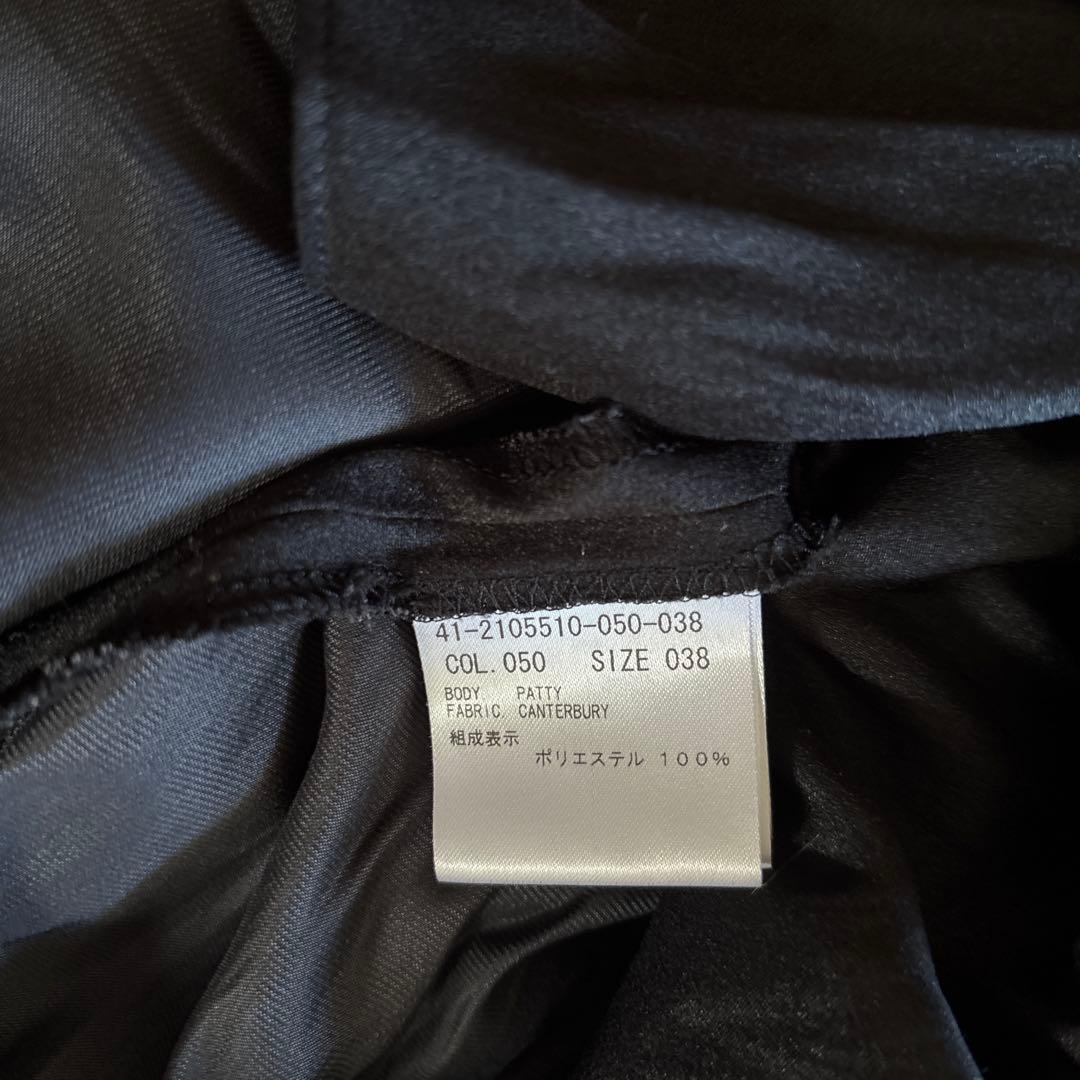 41-2105510-050-038
COL.050 SIZE 038
BODY PATTY
FABRIC CANTERBURY
組成表示
ポリエステル 100%